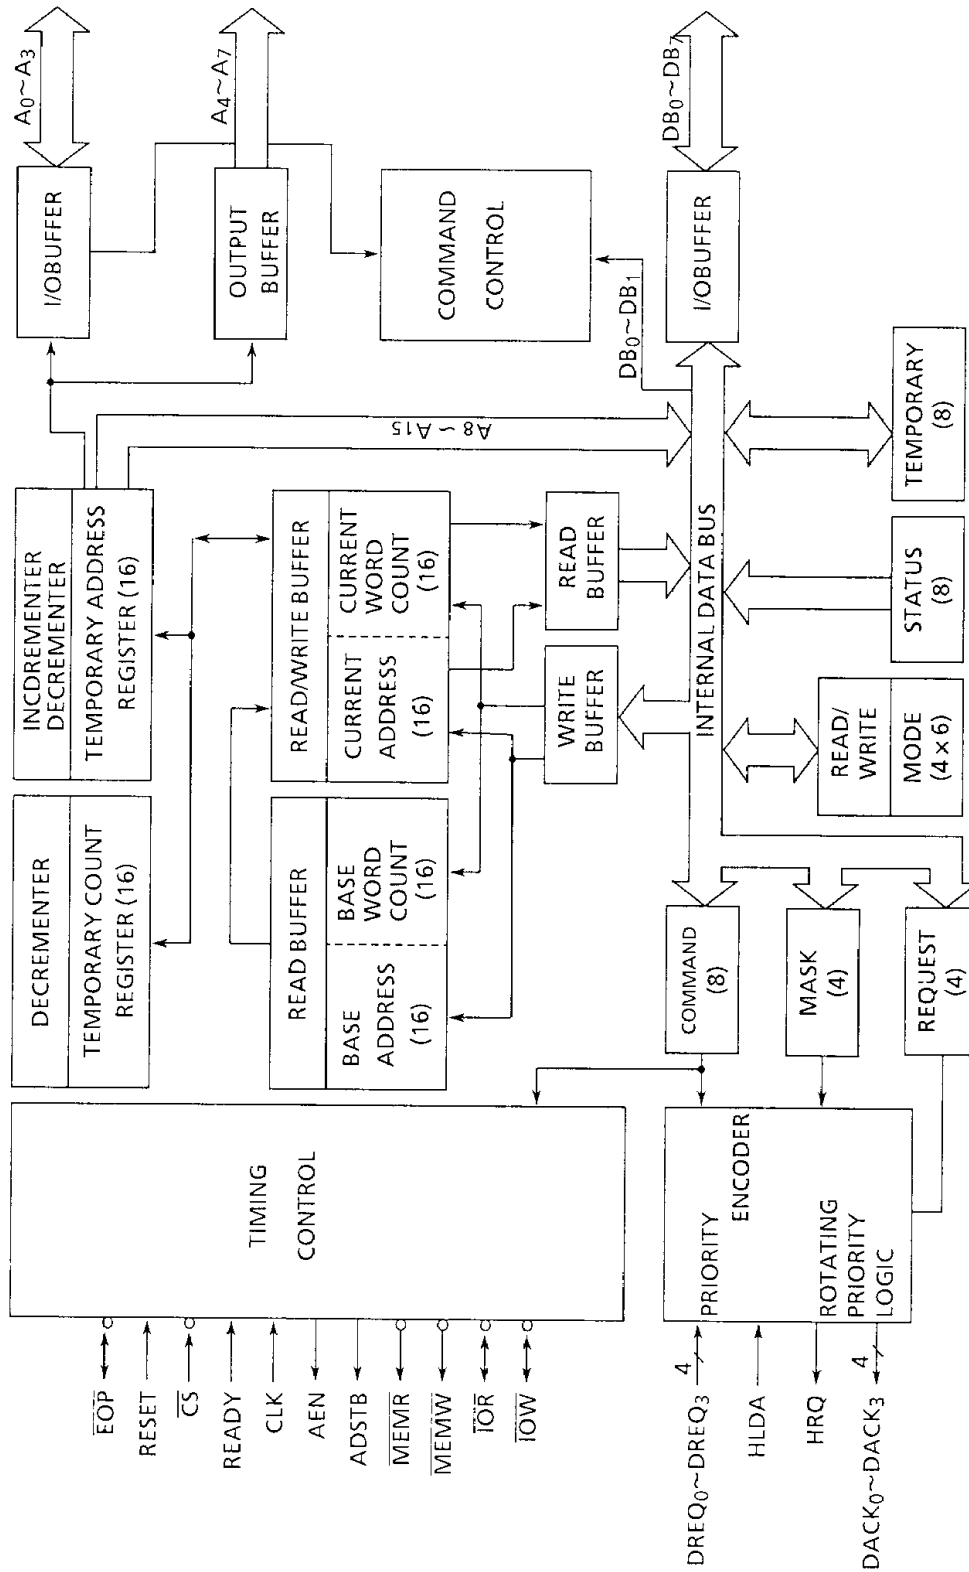 DECREMENTER
TEMPORARY COUNT
REGISTER (16)
INCDREMENTER
DECREMENTER
TEMPORARY ADDRESS
REGISTER (16)
I/OBUFFER
A0~A3
OUTPUT
BUFFER
A4~A7
TIMING
CONTROL
EOP
RESET
CS
READY
CLK
AEN
ADSTB
MEMR
MEMW
IOR
IOW
READ BUFFER
BASE
ADDRESS
(16)
BASE
WORD
COUNT
(16)
READ/WRITE BUFFER
CURRENT
ADDRESS
(16)
CURRENT
WORD
COUNT
(16)
A8~A15
COMMAND
CONTROL
WRITE
BUFFER
READ
BUFFER
DB0~DB1
I/OBUFFER
DB0~DB7
INTERNAL DATA BUS
DREQ0~DREQ3
4
HLDA
HRQ
DACK0~DACK3
4
PRIORITY
ENCODER
ROTATING
PRIORITY
LOGIC
COMMAND
(8)
MASK
(4)
REQUEST
(4)
READ/
WRITE
MODE
(4×6)
STATUS
(8)
TEMPORARY
(8)